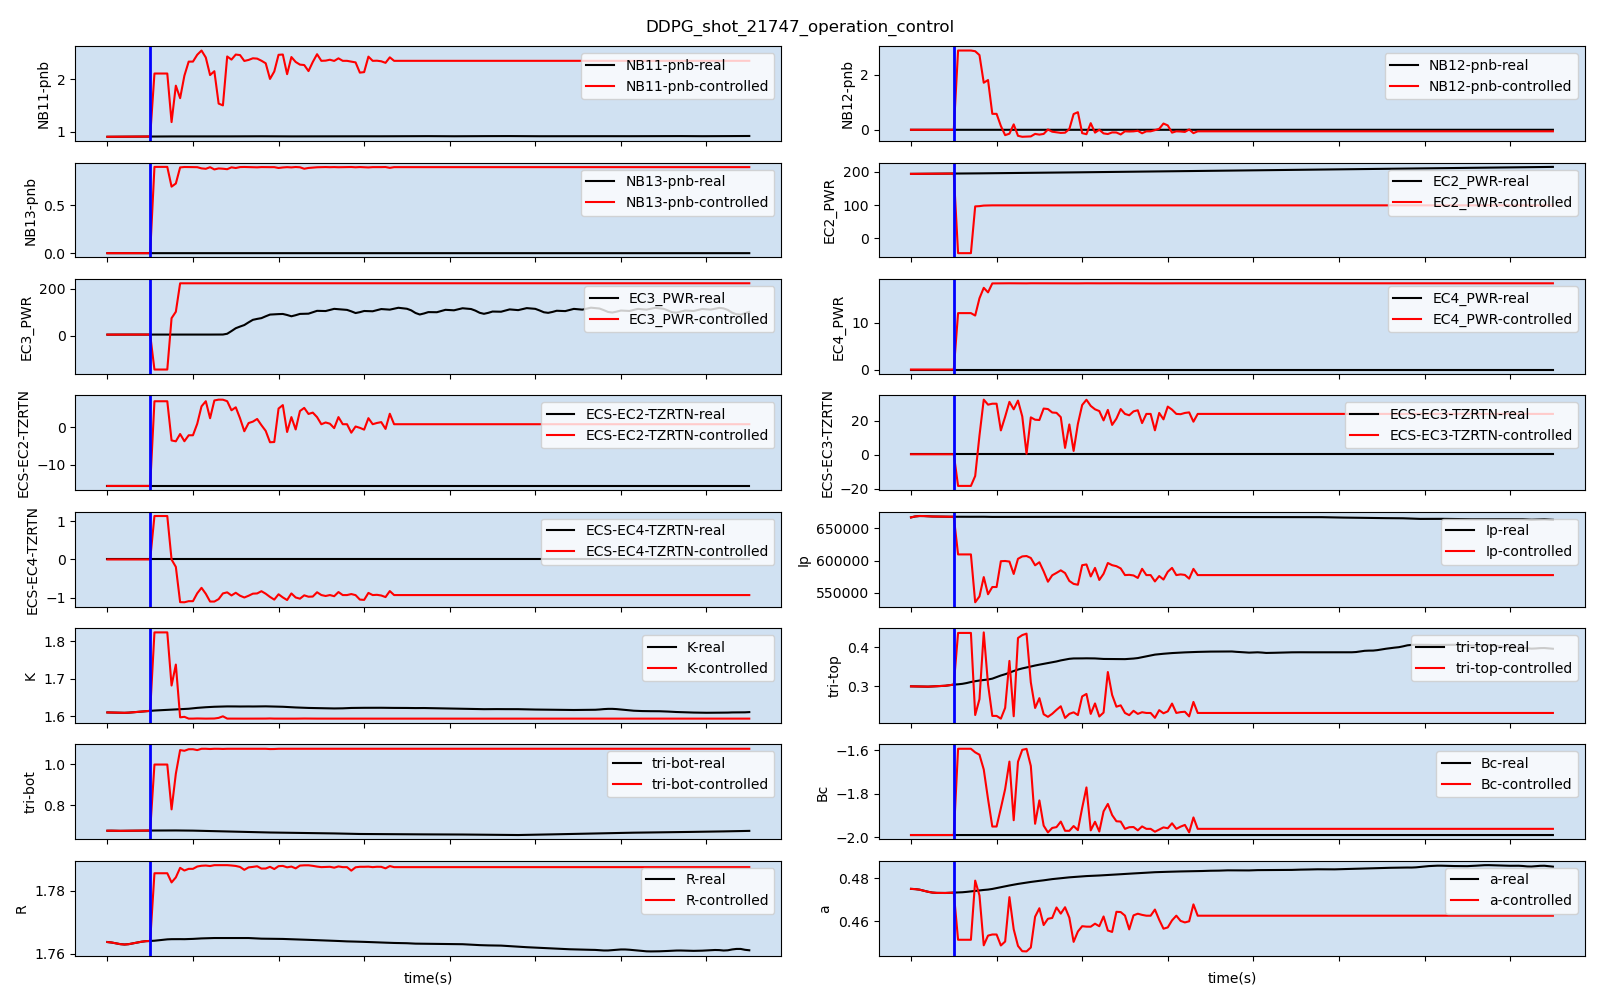 DDPG_shot_21747_operation_control
NB11-pnb
2
1
NB11-pnb-real
NB11-pnb-controlled
NB12-pnb
2
0
NB12-pnb-real
NB12-pnb-controlled
NB13-pnb
0.5
0.0
NB13-pnb-real
NB13-pnb-controlled
EC2_PWR
200
100
0
EC2_PWR-real
EC2_PWR-controlled
EC3_PWR
200
0
EC3_PWR-real
EC3_PWR-controlled
EC4_PWR
10
0
EC4_PWR-real
EC4_PWR-controlled
ECS-EC2-TZRTN
0
−10
ECS-EC2-TZRTN-real
ECS-EC2-TZRTN-controlled
ECS-EC3-TZRTN
20
0
−20
ECS-EC3-TZRTN-real
ECS-EC3-TZRTN-controlled
ECS-EC4-TZRTN
1
0
−1
ECS-EC4-TZRTN-real
ECS-EC4-TZRTN-controlled
Ip
650000
600000
550000
Ip-real
Ip-controlled
K
1.8
1.7
1.6
K-real
K-controlled
tri-top
0.4
0.3
tri-top-real
tri-top-controlled
tri-bot
1.0
0.8
tri-bot-real
tri-bot-controlled
Bc
−1.6
−1.8
−2.0
Bc-real
Bc-controlled
R
1.78
1.76
R-real
R-controlled
time(s)
a
0.48
0.46
a-real
a-controlled
time(s)